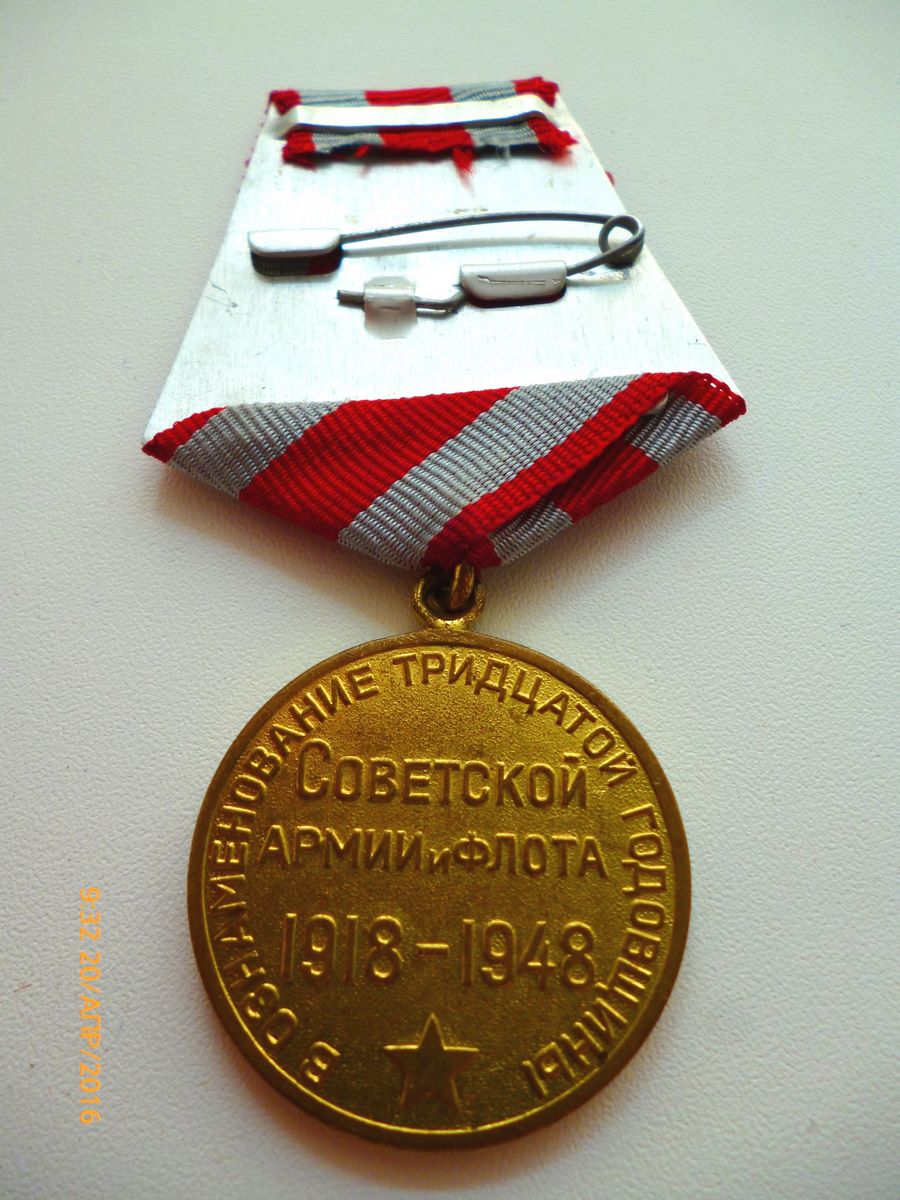 В ОЗНАМЕНОВАНИЕ ТРИДЦАТОЙ ГОДОВЩИНЫ
СОВЕТСКОЙ
АРМИИ и ФЛОТА
1918-1948
9:32 20/АПР/2016